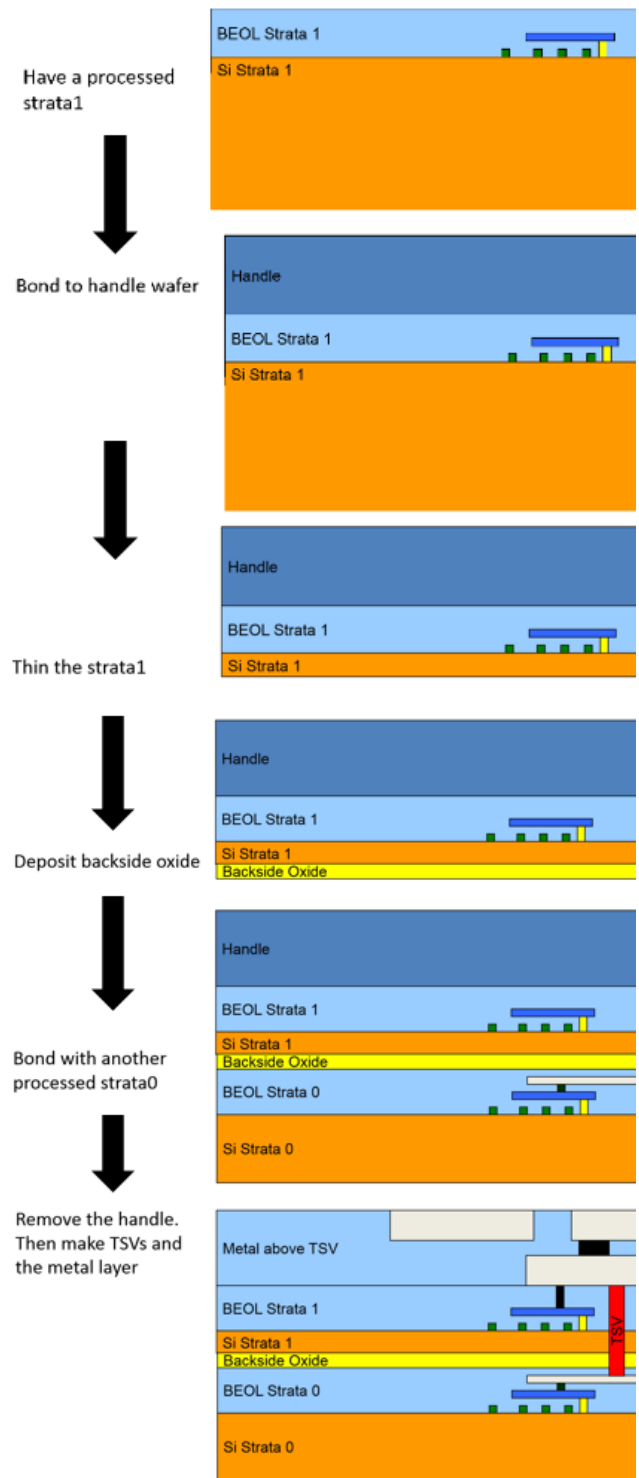 BEOL Strata 1
Si Strata 1
Have a processed
strata1
Bond to handle wafer
Handle
BEOL Strata 1
Si Strata 1
Handle
BEOL Strata 1
Si Strata 1
Thin the strata1
Handle
BEOL Strata 1
Si Strata 1
Backside Oxide
Deposit backside oxide
Handle
BEOL Strata 1
Si Strata 1
Backside Oxide
BEOL Strata 0
Si Strata 0
Bond with another
processed strata0
Remove the handle.
Then make TSVs and
the metal layer
Metal above TSV
BEOL Strata 1
Si Strata 1
Backside Oxide
BEOL Strata 0
Si Strata 0
TSV